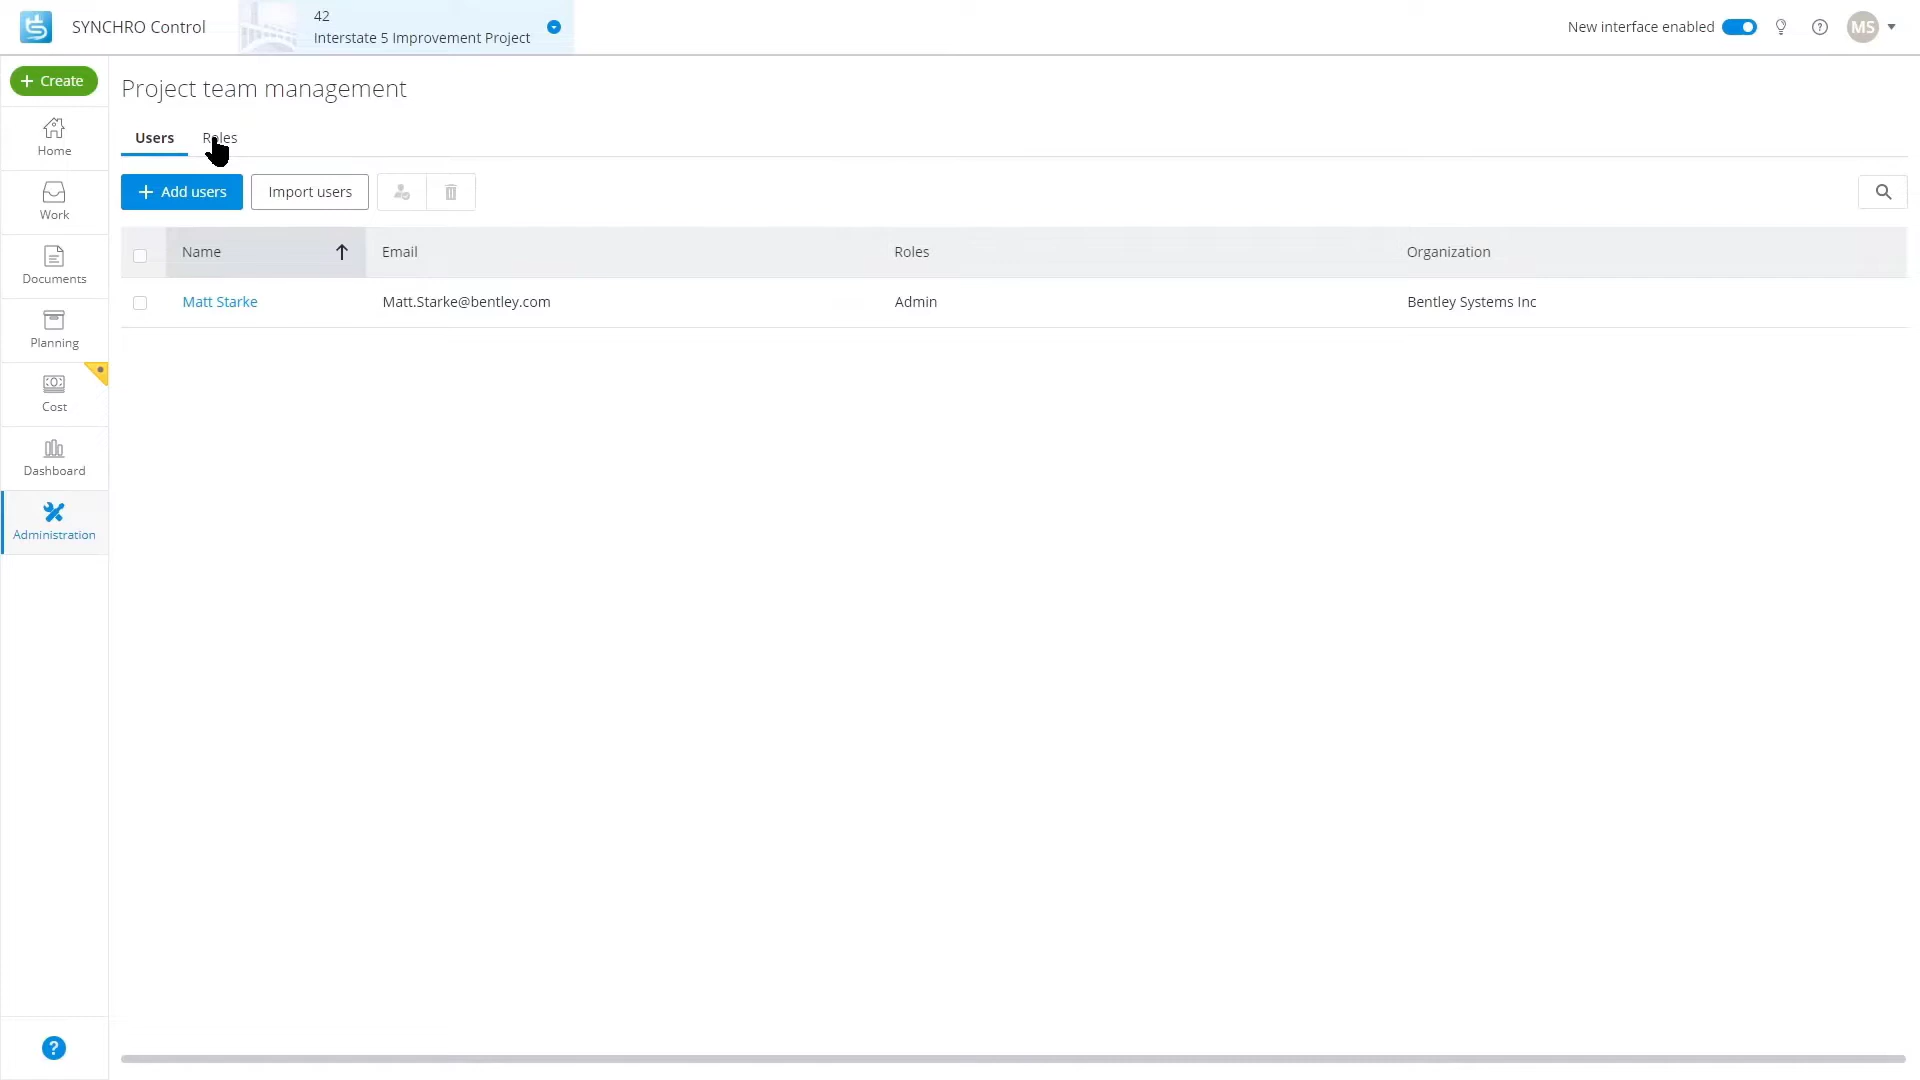 SYNCHRO Control
42
Interstate 5 Improvement Project
New interface enabled
MS
Create
Project team management
Home
Users
Roles
Work
Add users
Import users
Documents
Name
Email
Roles
Organization
Planning
Matt Starke
Matt.Starke@bentley.com
Admin
Bentley Systems Inc
Cost
Dashboard
Administration
?